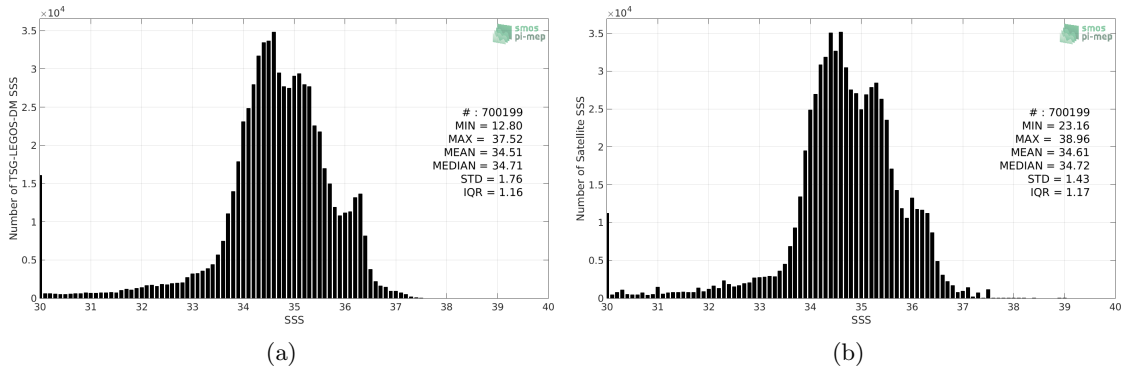 ×10⁴
3.5
3
2.5
2
1.5
1
0.5
0
Number of TSG-LEGOS-DM SSS
30 31 32 33 34 35 36 37 38 39 40
SSS
smos
pi-mep
# : 700199
MIN = 12.80
MAX = 37.52
MEAN = 34.51
MEDIAN = 34.71
STD = 1.76
IQR = 1.16
(a)
×10⁴
3.5
3
2.5
2
1.5
1
0.5
0
Number of Satellite SSS
30 31 32 33 34 35 36 37 38 39 40
SSS
smos
pi-mep
# : 700199
MIN = 23.16
MAX = 38.96
MEAN = 34.61
MEDIAN = 34.72
STD = 1.43
IQR = 1.17
(b)